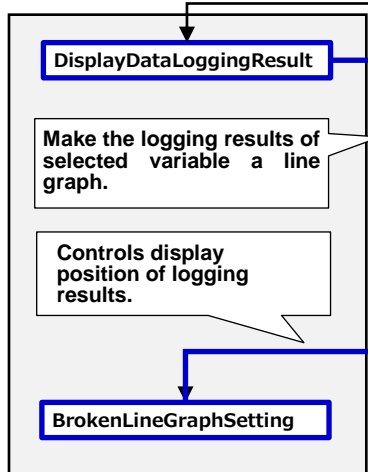 DisplayDataLoggingResult
Make the logging results of
selected variable a line
graph.
Controls display
position of logging
results.
BrokenLineGraphSetting